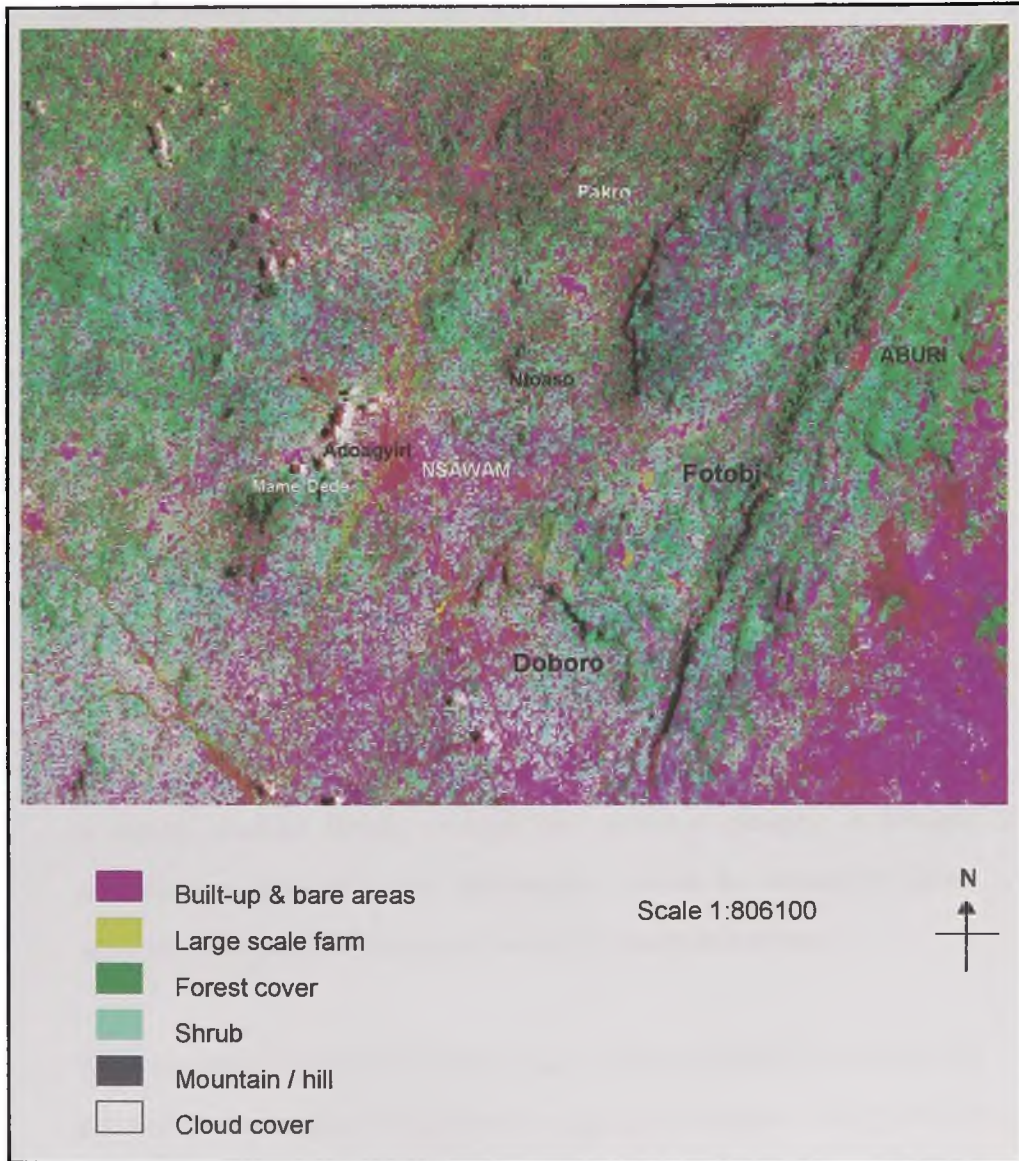 Pakro
ABURI
Ntoaso
Adoagyiri
NSAWAM
Fotobi
Mame Dede
Doboro
Built-up & bare areas
Large scale farm
Forest cover
Shrub
Mountain / hill
Cloud cover
Scale 1:806100
N